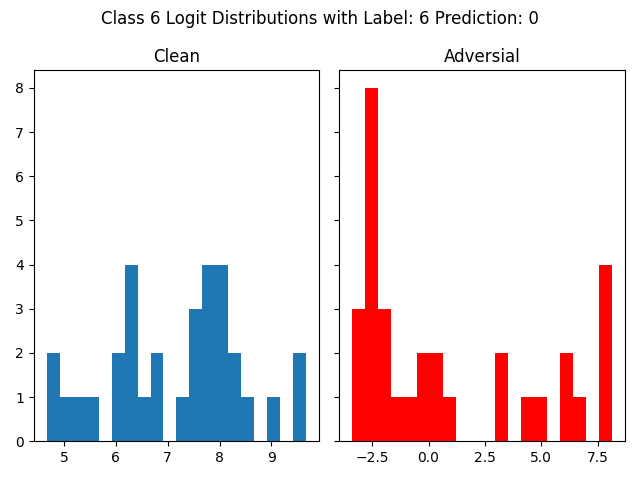 Class 6 Logit Distributions with Label: 6 Prediction: 0
Clean
Adversial
8
7
6
5
4
3
2
1
0
5 6 7 8 9
−2.5 0.0 2.5 5.0 7.5